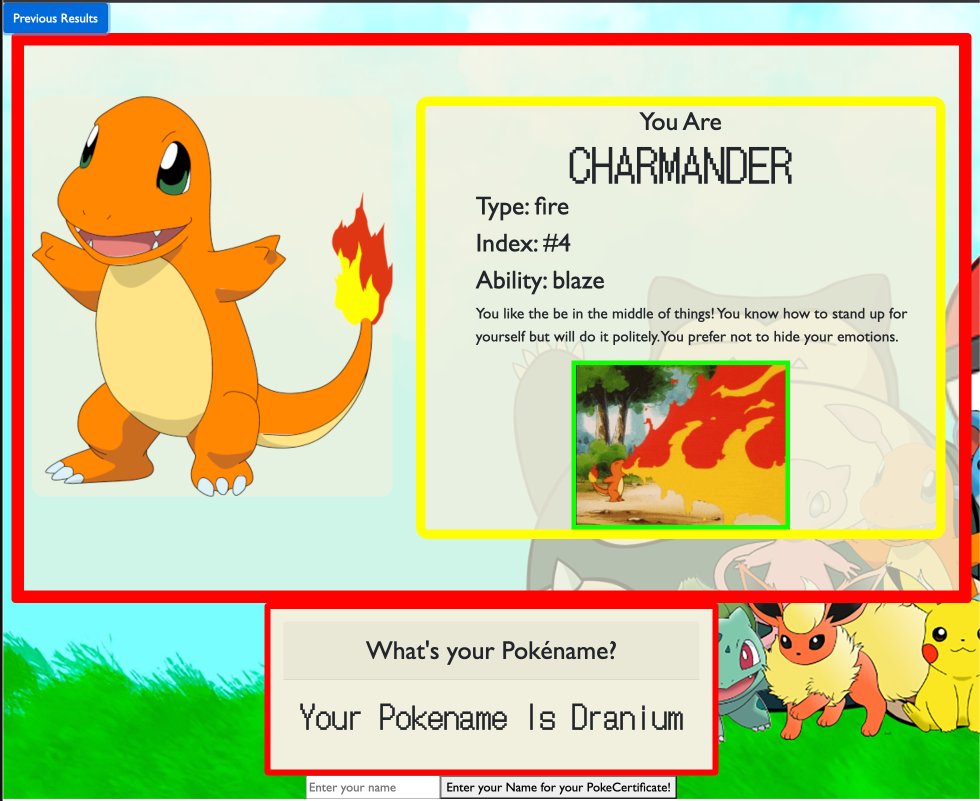 Previous Results
You Are
CHARMANDER
Type: fire
Index: #4
Ability: blaze
You like the be in the middle of things! You know how to stand up for
yourself but will do it politely.You prefer not to hide your emotions.
What's your Pokéname?
Your Pokename Is Dranium
Enter your name
Enter your Name for your PokeCertificate!